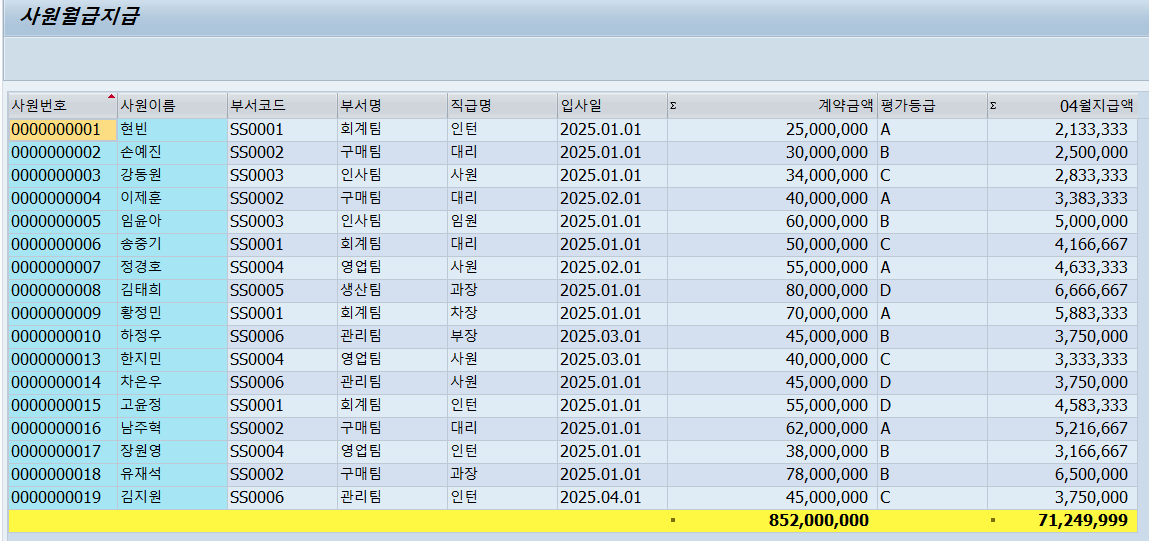 사원월급지급
사원번호 사원이름 부서코드 부서명 직급명 입사일 Σ 계약금액 평가등급 Σ 04월지급액
0000000001 현빈 SS0001 회계팀 인턴 2025.01.01 25,000,000 A 2,133,333
0000000002 손예진 SS0002 구매팀 대리 2025.01.01 30,000,000 B 2,500,000
0000000003 강동원 SS0003 인사팀 사원 2025.01.01 34,000,000 C 2,833,333
0000000004 이제훈 SS0002 구매팀 대리 2025.02.01 40,000,000 A 3,383,333
0000000005 임윤아 SS0003 인사팀 임원 2025.01.01 60,000,000 B 5,000,000
0000000006 송중기 SS0001 회계팀 대리 2025.01.01 50,000,000 C 4,166,667
0000000007 정경호 SS0004 영업팀 사원 2025.02.01 55,000,000 A 4,633,333
0000000008 김태희 SS0005 생산팀 과장 2025.01.01 80,000,000 D 6,666,667
0000000009 황정민 SS0001 회계팀 차장 2025.01.01 70,000,000 A 5,883,333
0000000010 하정우 SS0006 관리팀 부장 2025.03.01 45,000,000 B 3,750,000
0000000013 한지민 SS0004 영업팀 사원 2025.03.01 40,000,000 C 3,333,333
0000000014 차은우 SS0006 관리팀 사원 2025.01.01 45,000,000 D 3,750,000
0000000015 고윤정 SS0001 회계팀 인턴 2025.01.01 55,000,000 D 4,583,333
0000000016 남주혁 SS0002 구매팀 대리 2025.01.01 62,000,000 A 5,216,667
0000000017 장원영 SS0004 영업팀 인턴 2025.01.01 38,000,000 B 3,166,667
0000000018 유재석 SS0002 구매팀 과장 2025.01.01 78,000,000 B 6,500,000
0000000019 김지원 SS0006 관리팀 인턴 2025.04.01 45,000,000 C 3,750,000
852,000,000 71,249,999